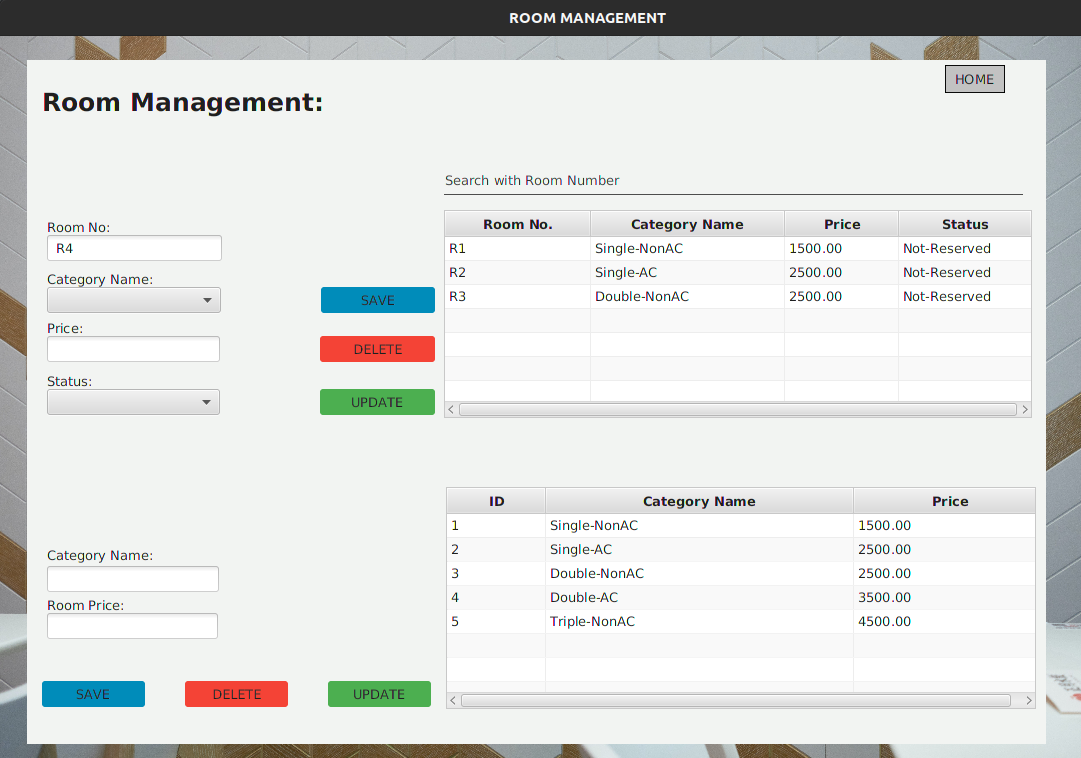 ROOM MANAGEMENT
HOME
Room Management:
Search with Room Number
Room No:
R4
Category Name:
SAVE
Price:
DELETE
Status:
UPDATE
Room No. Category Name Price Status
R1 Single-NonAC 1500.00 Not-Reserved
R2 Single-AC 2500.00 Not-Reserved
R3 Double-NonAC 2500.00 Not-Reserved
ID Category Name Price
1 Single-NonAC 1500.00
2 Single-AC 2500.00
3 Double-NonAC 2500.00
4 Double-AC 3500.00
5 Triple-NonAC 4500.00
Category Name:
Room Price:
SAVE DELETE UPDATE